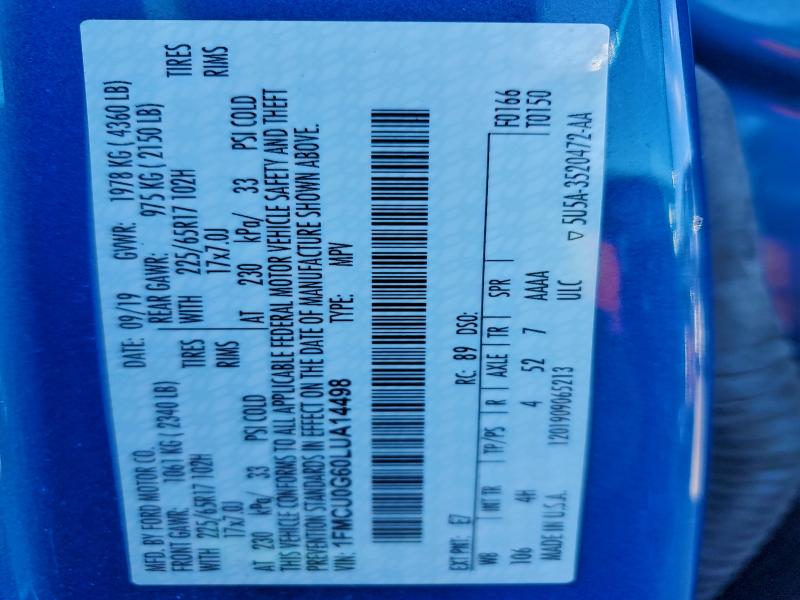 MFD. BY FORD MOTOR CO. DATE: 09/19 GVWR: 1978 KG ( 4360 LB)
FRONT GAWR: 1061 KG ( 2340 LB) REAR GAWR: 975 KG ( 2150 LB)
WITH 225/65R17 102H TIRES WITH 225/65R17 102H TIRES
17x7.0J RIMS 17x7.0J RIMS
AT 230 kPa/ 33 PSI COLD AT 230 kPa/ 33 PSI COLD
THIS VEHICLE CONFORMS TO ALL APPLICABLE FEDERAL MOTOR VEHICLE SAFETY AND THEFT
PREVENTION STANDARDS IN EFFECT ON THE DATE OF MANUFACTURE SHOWN ABOVE.
VIN: 1FMCU0G60LUA14498 TYPE: MPV
EXT PNT: E7 RC: 89 DSO: F0166
WB INT TR TP/PS R AXLE TR SPR T0150
106 4H 4 52 7 AAAA
MADE IN U.S.A. 1201909065213 ULC
▽ 5U5A-3520472-AA